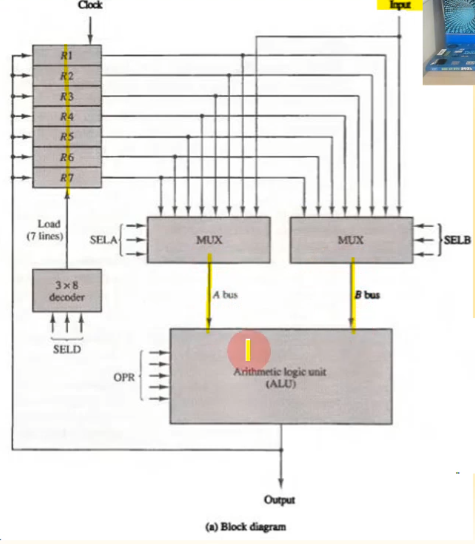 Clock
Input
R1
R2
R3
R4
R5
R6
R7
Load
(7 lines)
SELA
MUX
MUX
SELB
3 × 8
decoder
A bus
B bus
SELD
OPR
Arithmetic logic unit
(ALU)
Output
(a) Block diagram